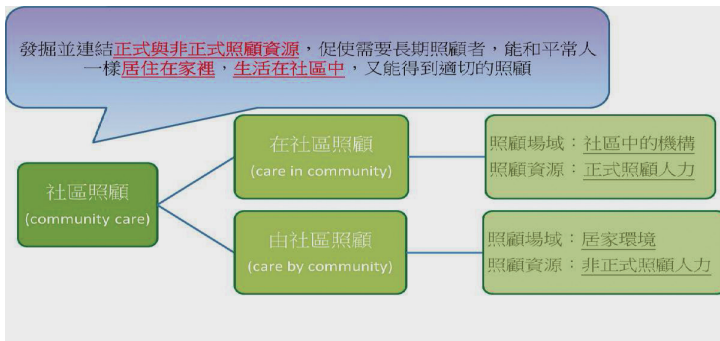 發掘並連結正式與非正式照顧資源，促使需要長期照顧者，能和平常人
一樣居住在家裡，生活在社區中，又能得到適切的照顧
社區照顧
(community care)
在社區照顧
(care in community)
照顧場域：社區中的機構
照顧資源：正式照顧人力
由社區照顧
(care by community)
照顧場域：居家環境
照顧資源：非正式照顧人力